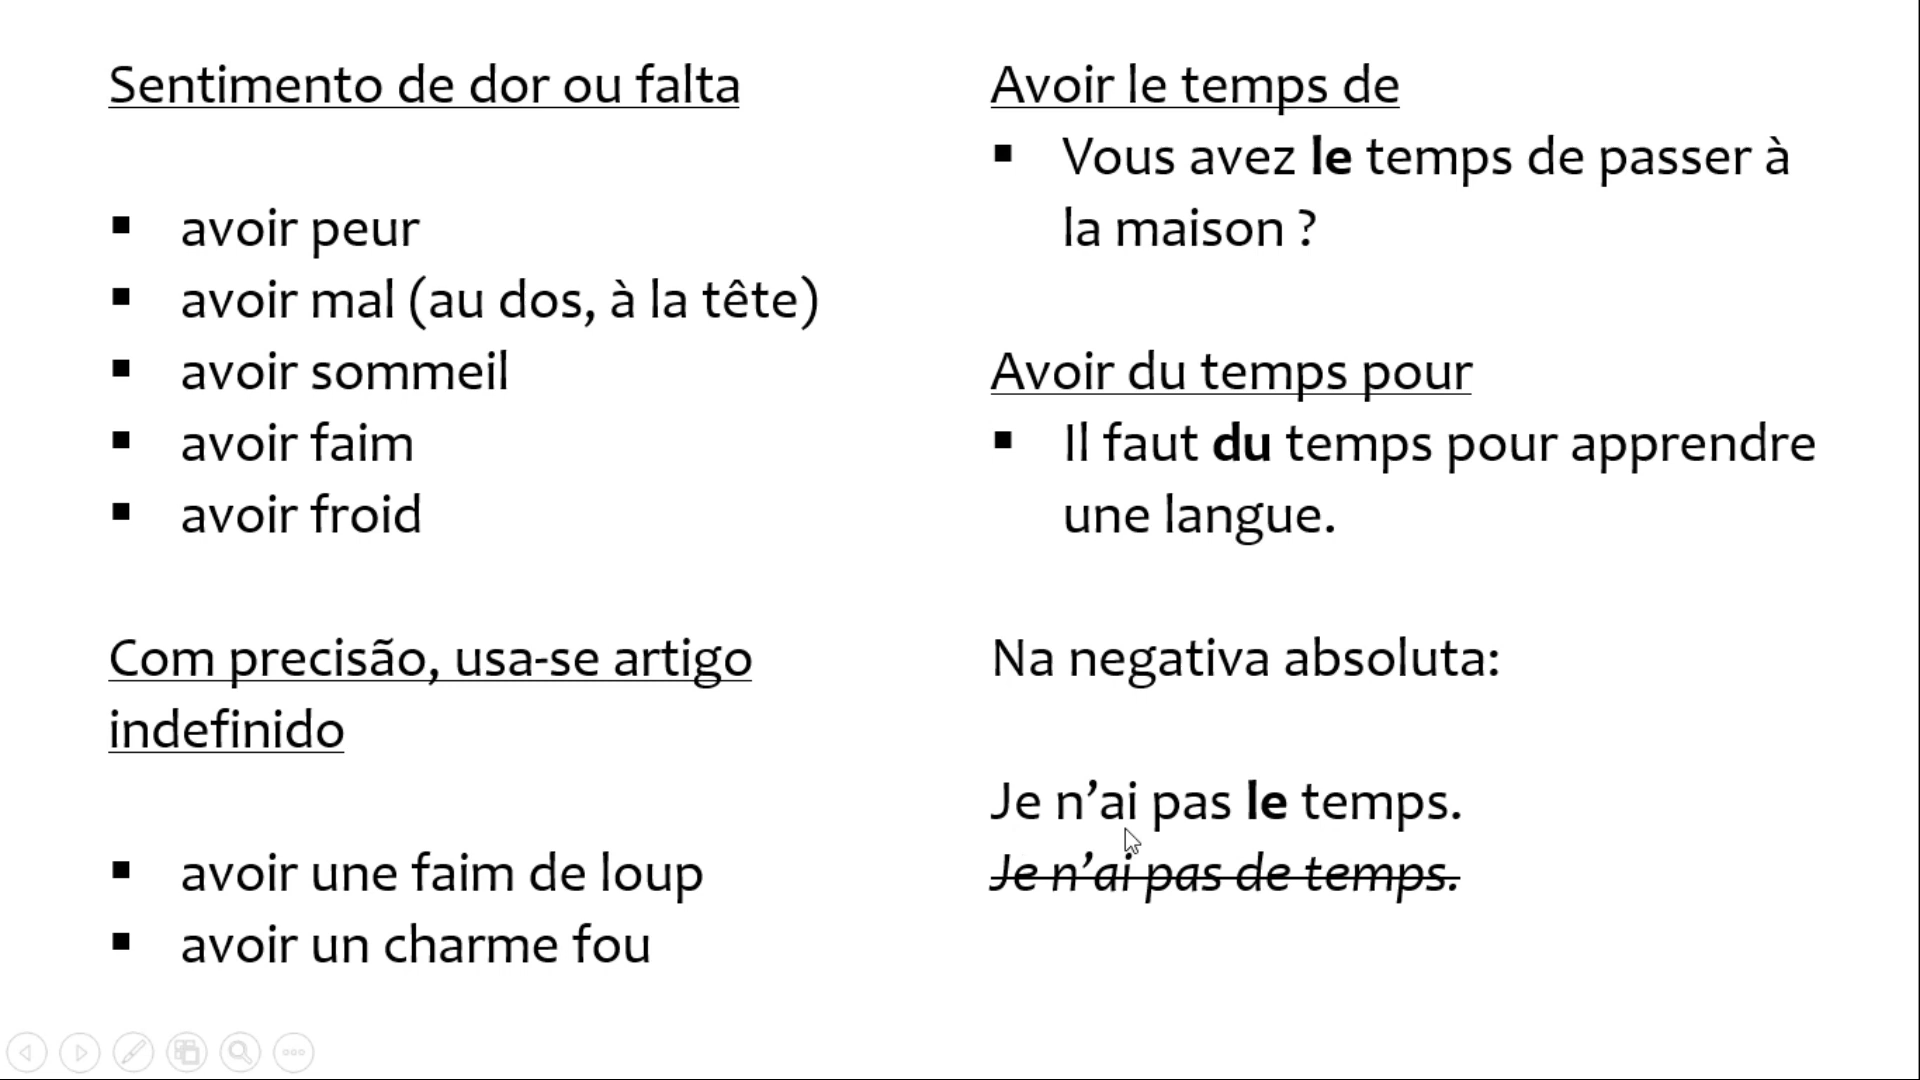 Sentimento de dor ou falta
▪ avoir peur
▪ avoir mal (au dos, à la tête)
▪ avoir sommeil
▪ avoir faim
▪ avoir froid
Com precisão, usa-se artigo
indefinido
▪ avoir une faim de loup
▪ avoir un charme fou
Avoir le temps de
▪ Vous avez le temps de passer à
la maison ?
Avoir du temps pour
▪ Il faut du temps pour apprendre
une langue.
Na negativa absoluta:
Je n’ai pas le temps.
Je n’ai pas de temps.